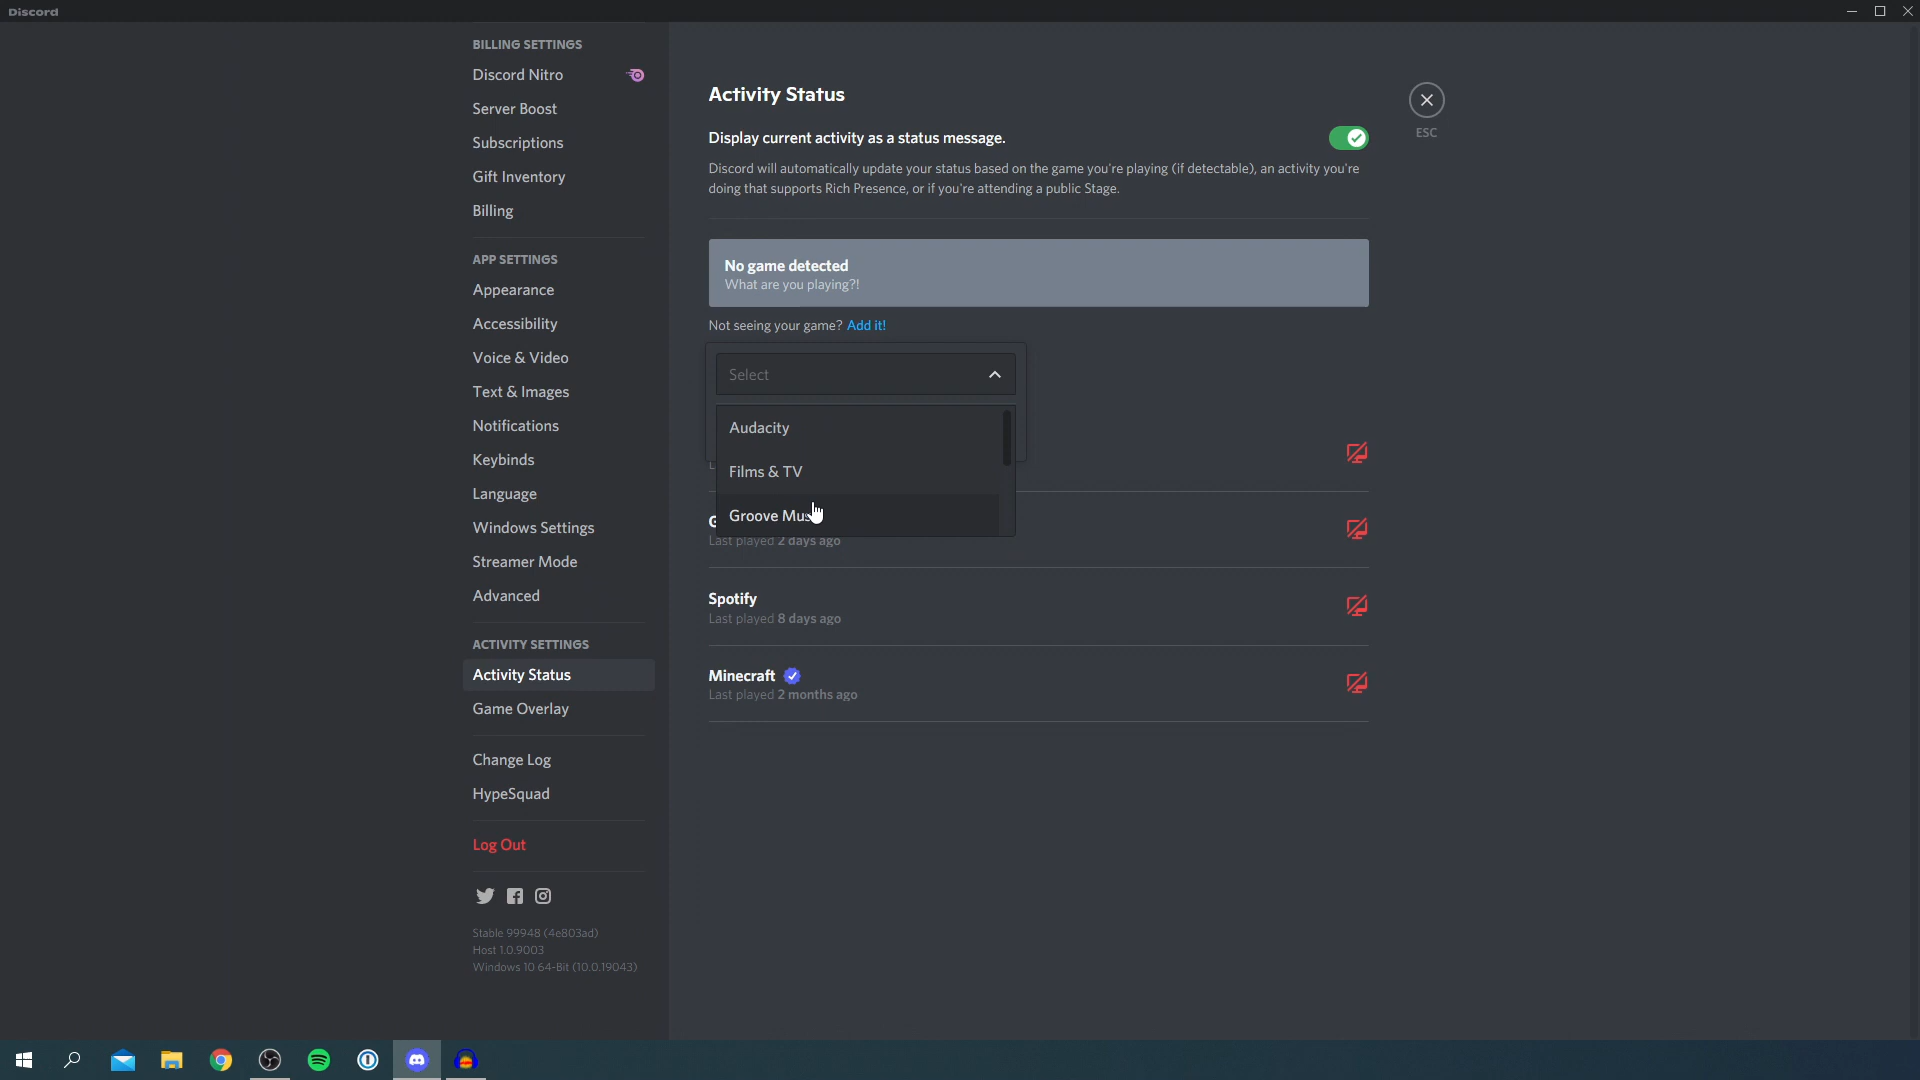 Discord
BILLING SETTINGS
Discord Nitro
Server Boost
Subscriptions
Gift Inventory
Billing
APP SETTINGS
Appearance
Accessibility
Voice & Video
Text & Images
Notifications
Keybinds
Language
Windows Settings
Streamer Mode
Advanced
ACTIVITY SETTINGS
Activity Status
Game Overlay
Change Log
HypeSquad
Log Out
Stable 99948 (4e803ad)
Host 1.0.9003
Windows 10 64-Bit (10.0.19043)
Activity Status
Display current activity as a status message.
Discord will automatically update your status based on the game you're playing (if detectable), an activity you're
doing that supports Rich Presence, or if you're attending a public Stage.
ESC
No game detected
What are you playing?!
Not seeing your game? Add it!
Select
Audacity
Films & TV
Groove
Last played 2 days ago
Spotify
Last played 8 days ago
Minecraft
Last played 2 months ago